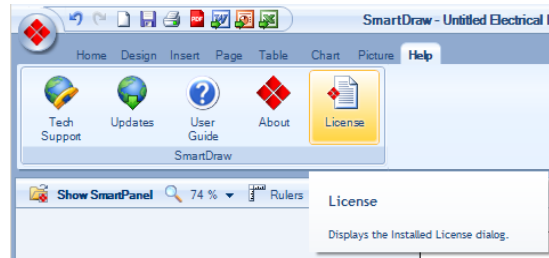 SmartDraw - Untitled Electrical
Home Design Insert Page Table Chart Picture Help
Tech Support Updates User Guide About License
SmartDraw
Show SmartPanel 74 % Rulers
License
Displays the Installed License dialog.